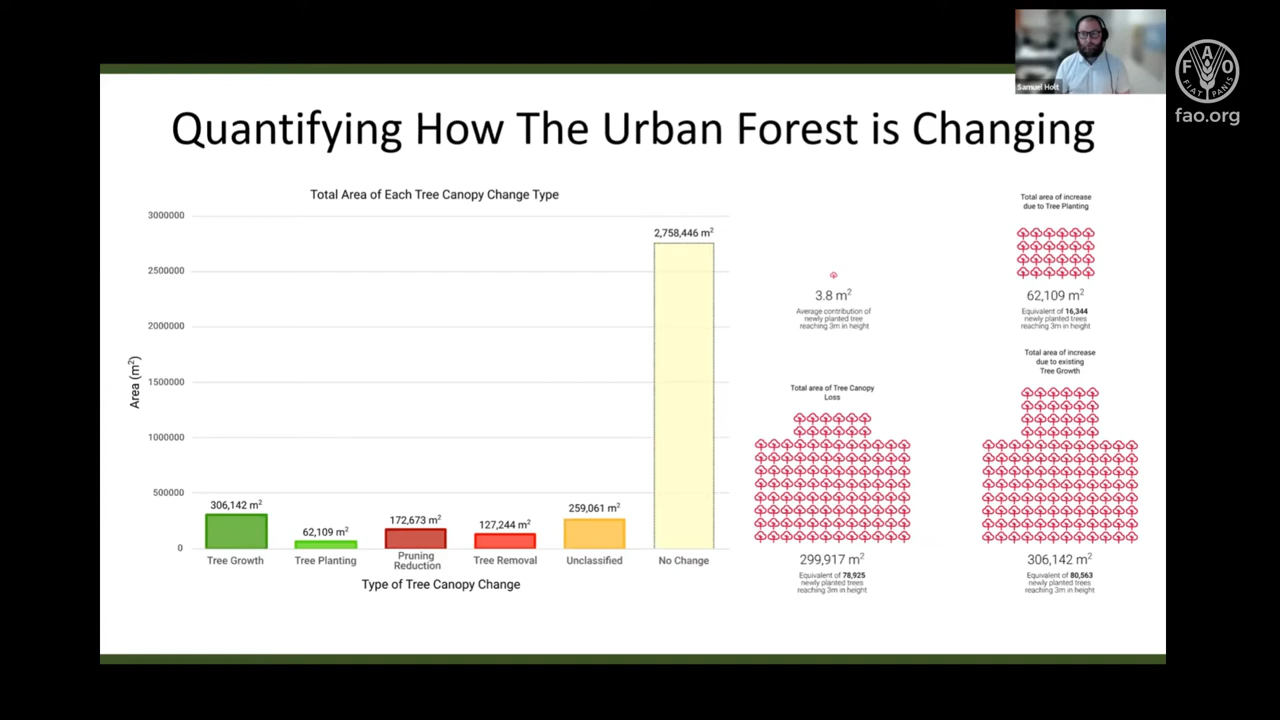 Samuel Holt
FAO
FIAT PANIS
fao.org
Quantifying How The Urban Forest is Changing
Total Area of Each Tree Canopy Change Type
3000000
2500000
2000000
1500000
1000000
500000
0
Area (m²)
306,142 m²
62,109 m²
172,673 m²
127,244 m²
259,061 m²
2,758,446 m²
Tree Growth
Tree Planting
Pruning
Reduction
Tree Removal
Unclassified
No Change
Type of Tree Canopy Change
3.8 m²
Average contribution of
newly planted tree
reaching 3m in height
Total area of increase
due to Tree Planting
62,109 m²
Equivalent of 16,344
newly planted trees
reaching 3m in height
Total area of Tree Canopy
Loss
299,917 m²
Equivalent of 78,925
newly planted trees
reaching 3m in height
Total area of increase
due to existing
Tree Growth
306,142 m²
Equivalent of 80,563
newly planted trees
reaching 3m in height